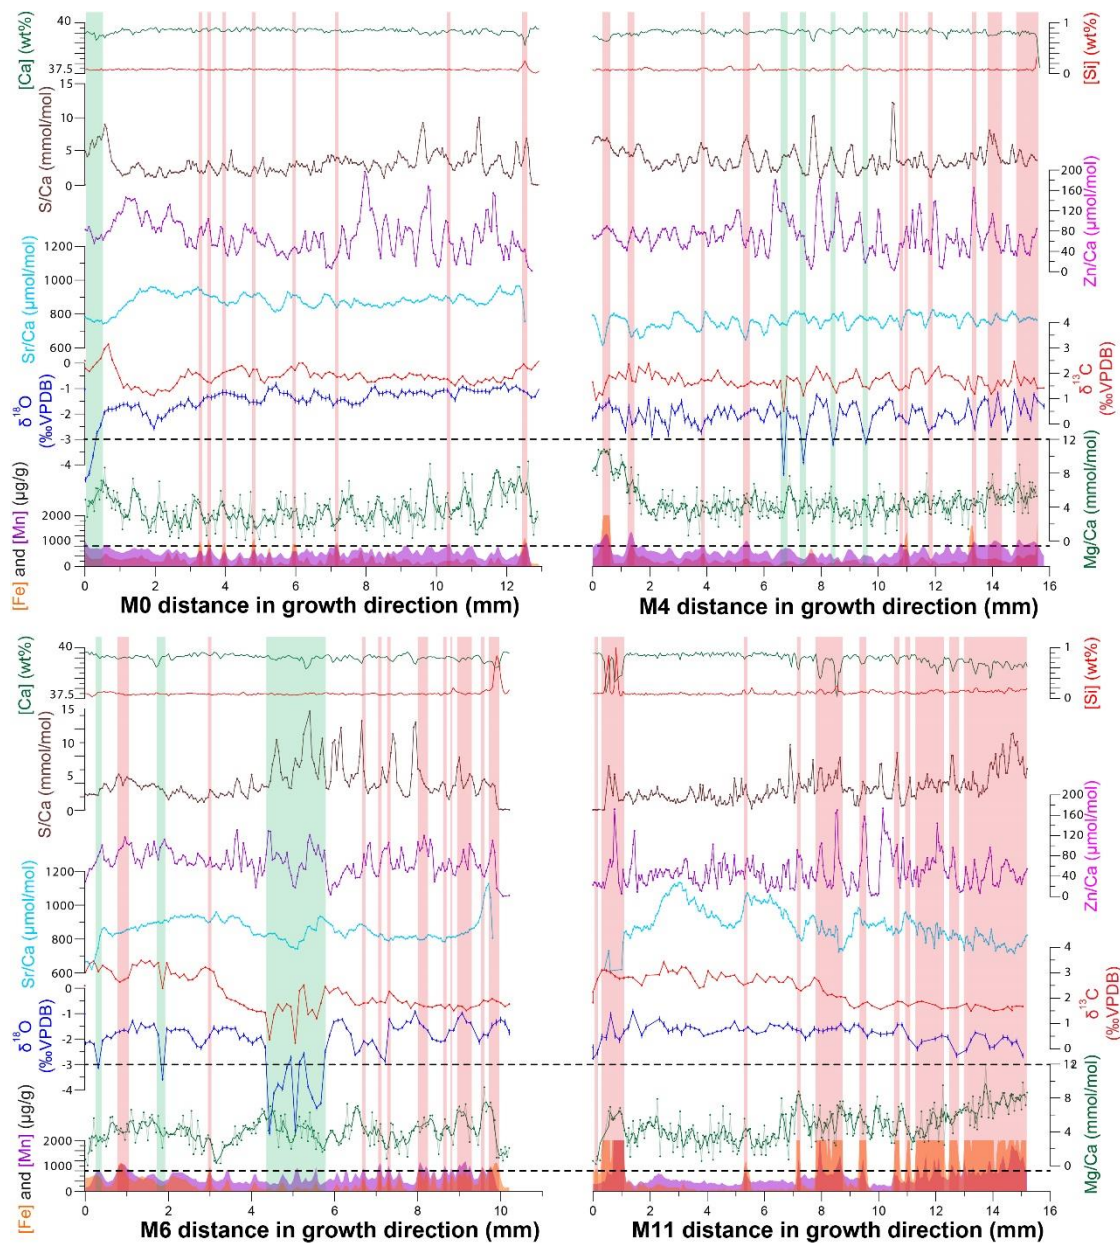 [Ca] (wt%)
40
37.5
S/Ca (mmol/mol)
15
10
5
0
Sr/Ca (µmol/mol)
1200
1000
800
600
δ18O
(‰VPDB)
0
-1
-2
-3
-4
[Fe] and [Mn] (µg/g)
2000
1000
0
0 2 4 6 8 10 12
M0 distance in growth direction (mm)
1
0
[Si] (wt%)
200
160
120
80
40
0
Zn/Ca (µmol/mol)
4
3
2
1
0
δ13C
(‰VPDB)
12
8
4
0
Mg/Ca (mmol/mol)
0 2 4 6 8 10 12 14 16
M4 distance in growth direction (mm)
[Ca] (wt%)
40
37.5
S/Ca (mmol/mol)
15
10
5
0
Sr/Ca (µmol/mol)
1200
1000
800
600
δ18O
(‰VPDB)
0
-1
-2
-3
-4
[Fe] and [Mn] (µg/g)
2000
1000
0
0 2 4 6 8 10
M6 distance in growth direction (mm)
1
0
[Si] (wt%)
200
160
120
80
40
0
Zn/Ca (µmol/mol)
4
3
2
1
0
δ13C
(‰VPDB)
12
8
4
0
Mg/Ca (mmol/mol)
0 2 4 6 8 10 12 14 16
M11 distance in growth direction (mm)